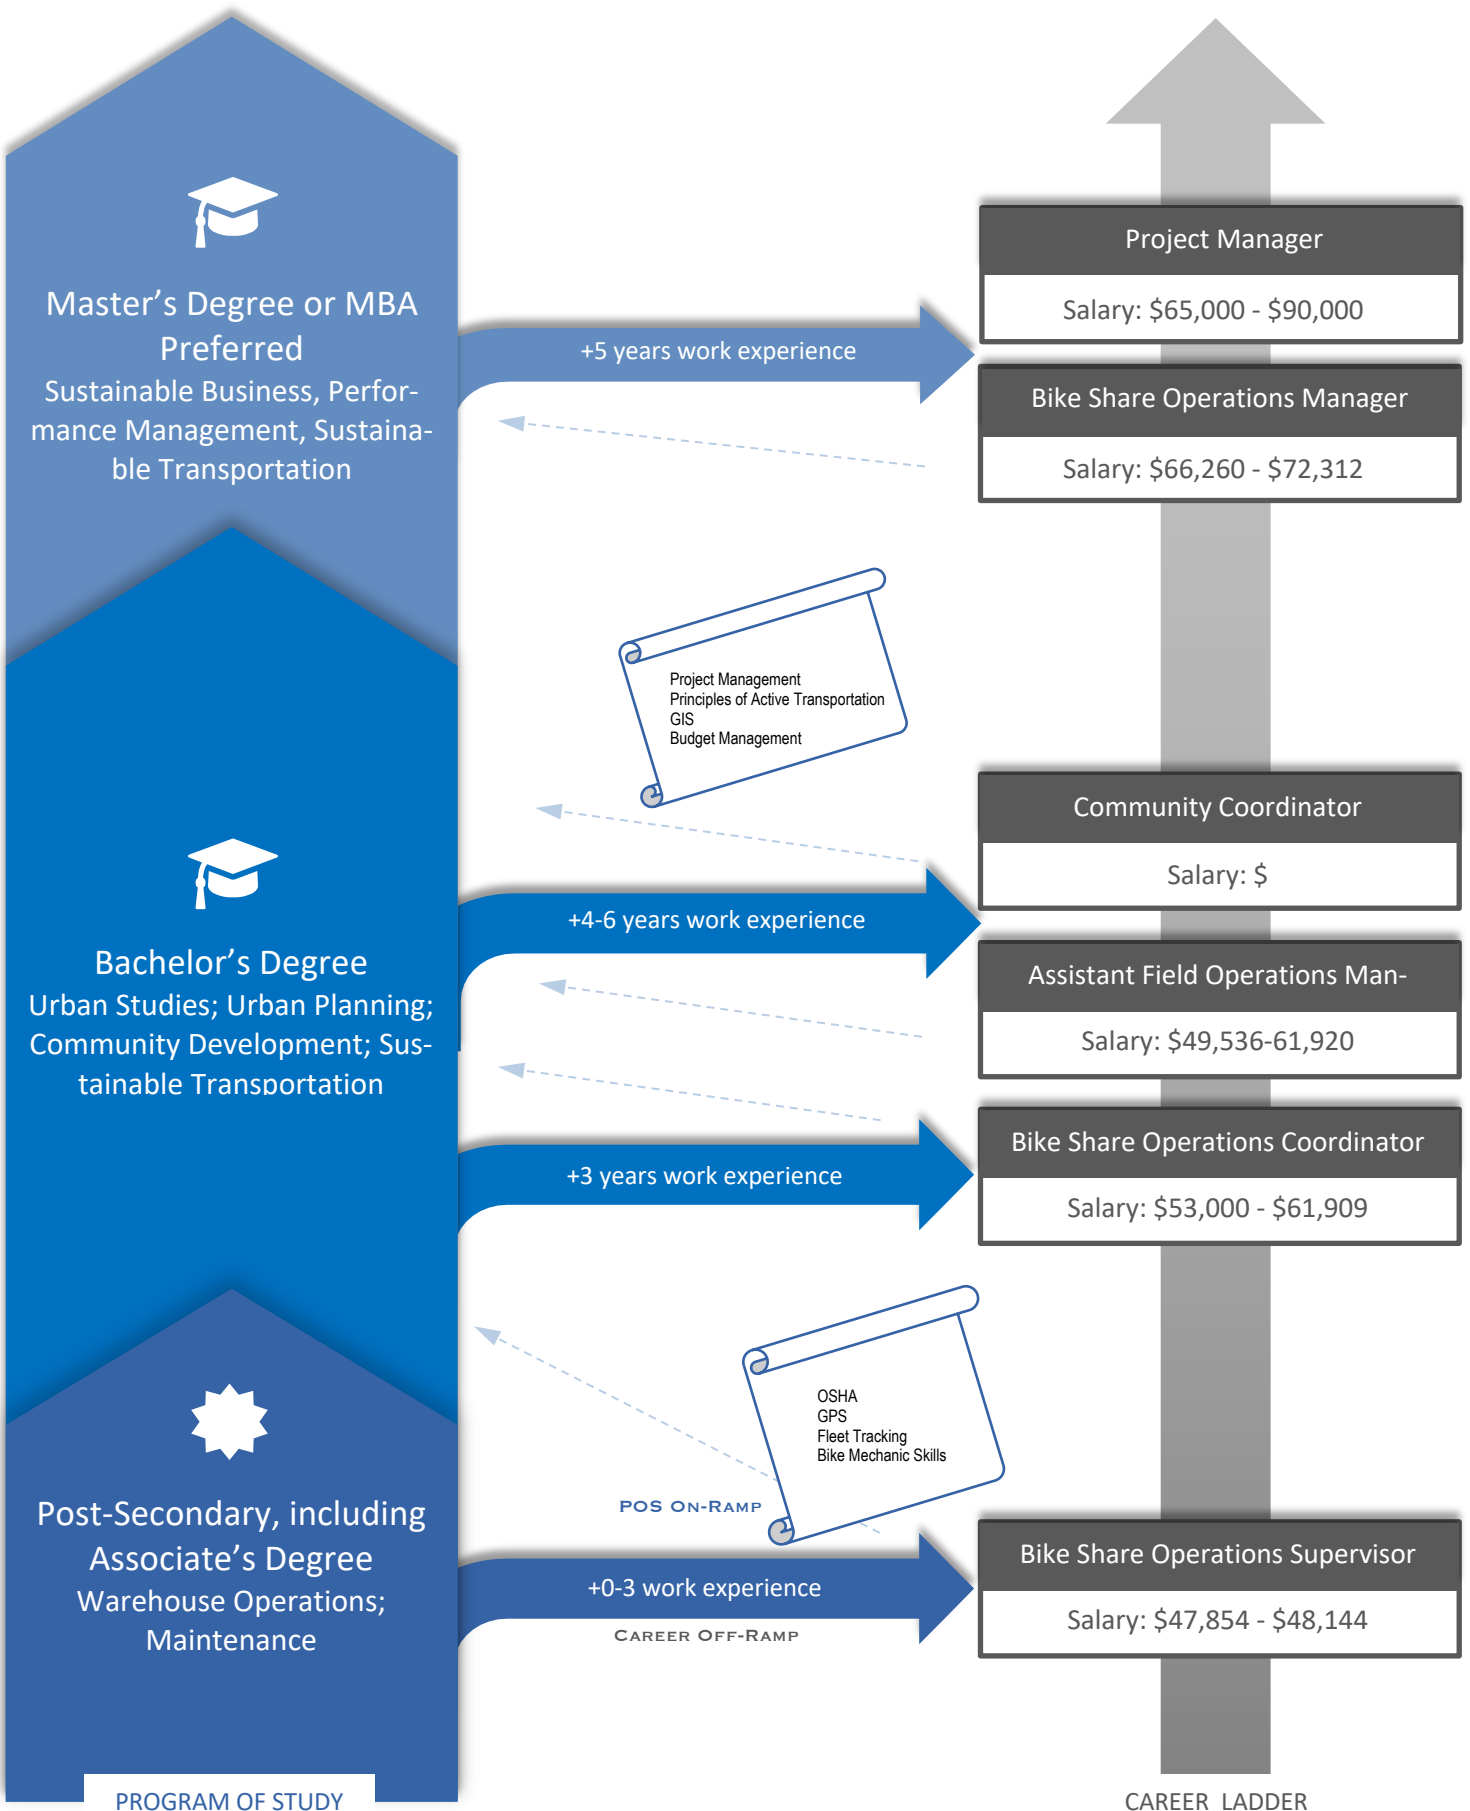 Project Manager
Salary: $65,000 - $90,000
Master’s Degree or MBA
Preferred
Sustainable Business, Perfor-
mance Management, Sustaina-
ble Transportation
+5 years work experience
Bike Share Operations Manager
Salary: $66,260 - $72,312
Project Management
Principles of Active Transportation
GIS
Budget Management
Community Coordinator
Salary: $
+4-6 years work experience
Bachelor’s Degree
Urban Studies; Urban Planning;
Community Development; Sus-
tainable Transportation
Assistant Field Operations Man-
Salary: $49,536-61,920
+3 years work experience
Bike Share Operations Coordinator
Salary: $53,000 - $61,909
OSHA
GPS
Fleet Tracking
Bike Mechanic Skills
POS On-Ramp
Post-Secondary, including
Associate’s Degree
Warehouse Operations;
Maintenance
+0-3 work experience
Career Off-Ramp
Bike Share Operations Supervisor
Salary: $47,854 - $48,144
PROGRAM OF STUDY
CAREER LADDER